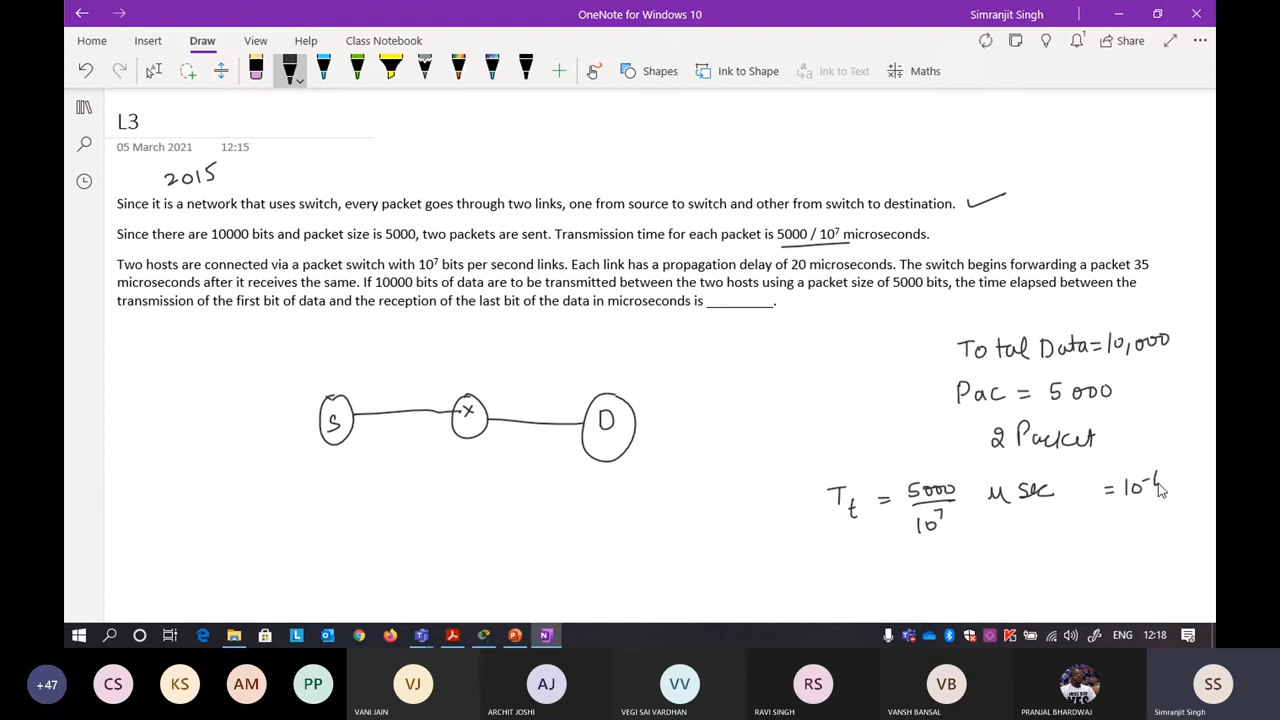 OneNote for Windows 10
Simranjit Singh
Home Insert Draw View Help Class Notebook
Share
Shapes Ink to Shape Ink to Text Maths
L3
05 March 2021 12:15
2015
Since it is a network that uses switch, every packet goes through two links, one from source to switch and other from switch to destination.
Since there are 10000 bits and packet size is 5000, two packets are sent. Transmission time for each packet is 5000 / 10⁷ microseconds.
Two hosts are connected via a packet switch with 10⁷ bits per second links. Each link has a propagation delay of 20 microseconds. The switch begins forwarding a packet 35
microseconds after it receives the same. If 10000 bits of data are to be transmitted between the two hosts using a packet size of 5000 bits, the time elapsed between the
transmission of the first bit of data and the reception of the last bit of the data in microseconds is __________.
Total Data=10,000
Pac = 5000
2 Packet
S X D
T_t = 5000/10⁷ μ sec = 10⁻⁶
ENG 12:18
+47 CS KS AM PP VJ AJ VV RS VB SS
VANI JAIN ARCHIT JOSHI VEGI SAI VARDHAN RAVI SINGH VANSH BANSAL PRANJAL BHARDWAJ Simranjit Singh